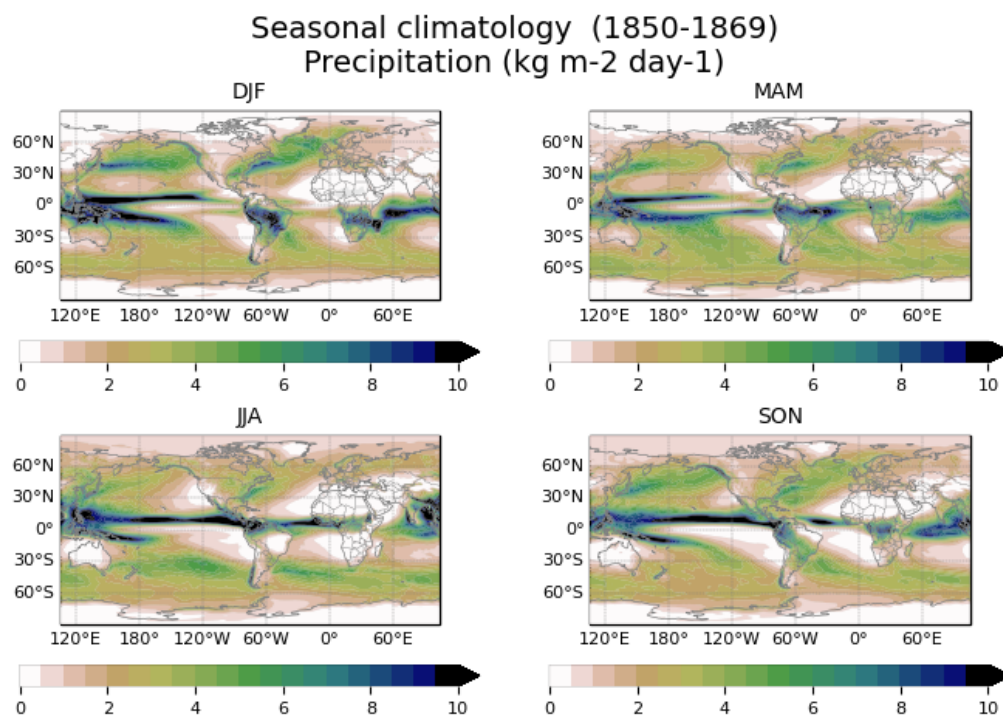 Seasonal climatology  (1850-1869)
Precipitation (kg m-2 day-1)
DJF
60°N
30°N
0°
30°S
60°S
120°E 180° 120°W 60°W 0° 60°E
0 2 4 6 8 10
MAM
60°N
30°N
0°
30°S
60°S
120°E 180° 120°W 60°W 0° 60°E
0 2 4 6 8 10
JJA
60°N
30°N
0°
30°S
60°S
120°E 180° 120°W 60°W 0° 60°E
0 2 4 6 8 10
SON
60°N
30°N
0°
30°S
60°S
120°E 180° 120°W 60°W 0° 60°E
0 2 4 6 8 10